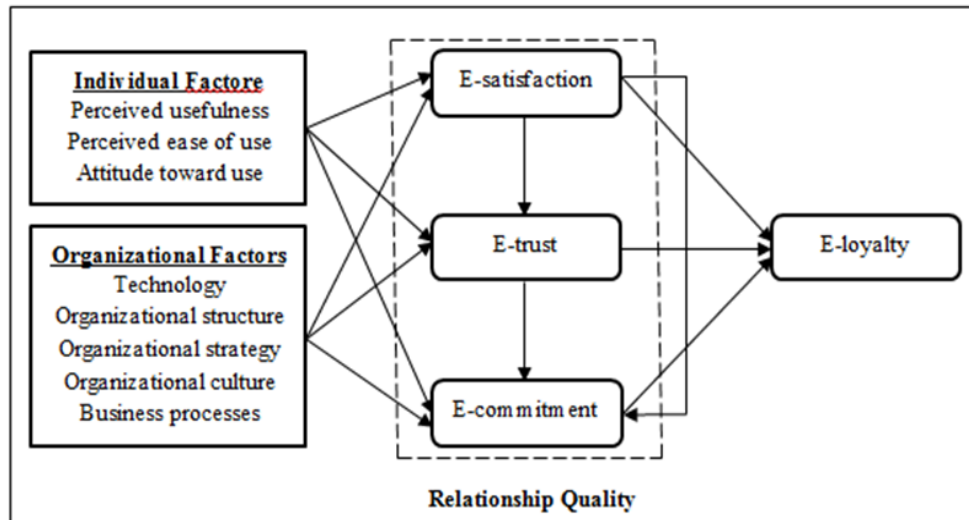 Individual Factore
Perceived usefulness
Perceived ease of use
Attitude toward use
Organizational Factors
Technology
Organizational structure
Organizational strategy
Organizational culture
Business processes
E-satisfaction
E-trust
E-commitment
E-loyalty
Relationship Quality